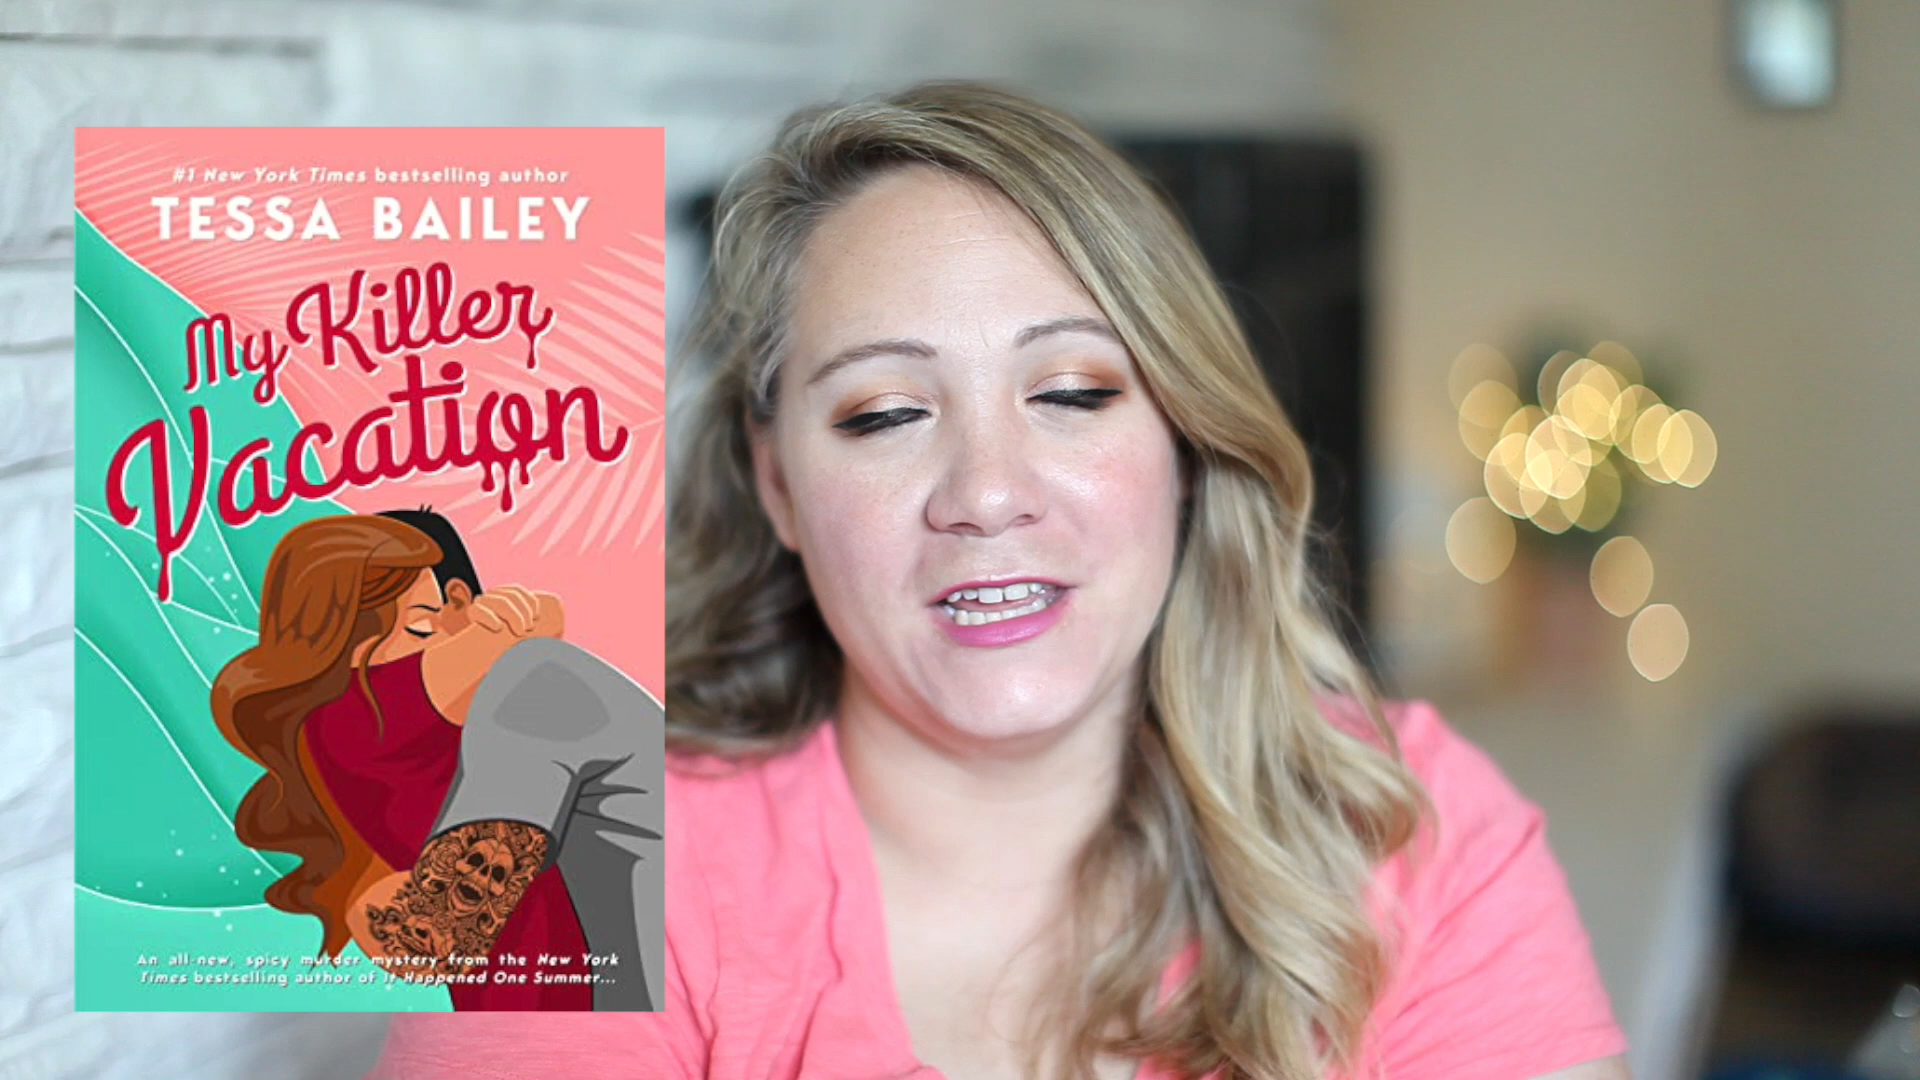 #1 New York Times bestselling author
TESSA BAILEY
My Killer
Vacation
An all-new, spicy murder mystery from the New York
Times bestselling author of It Happened One Summer...